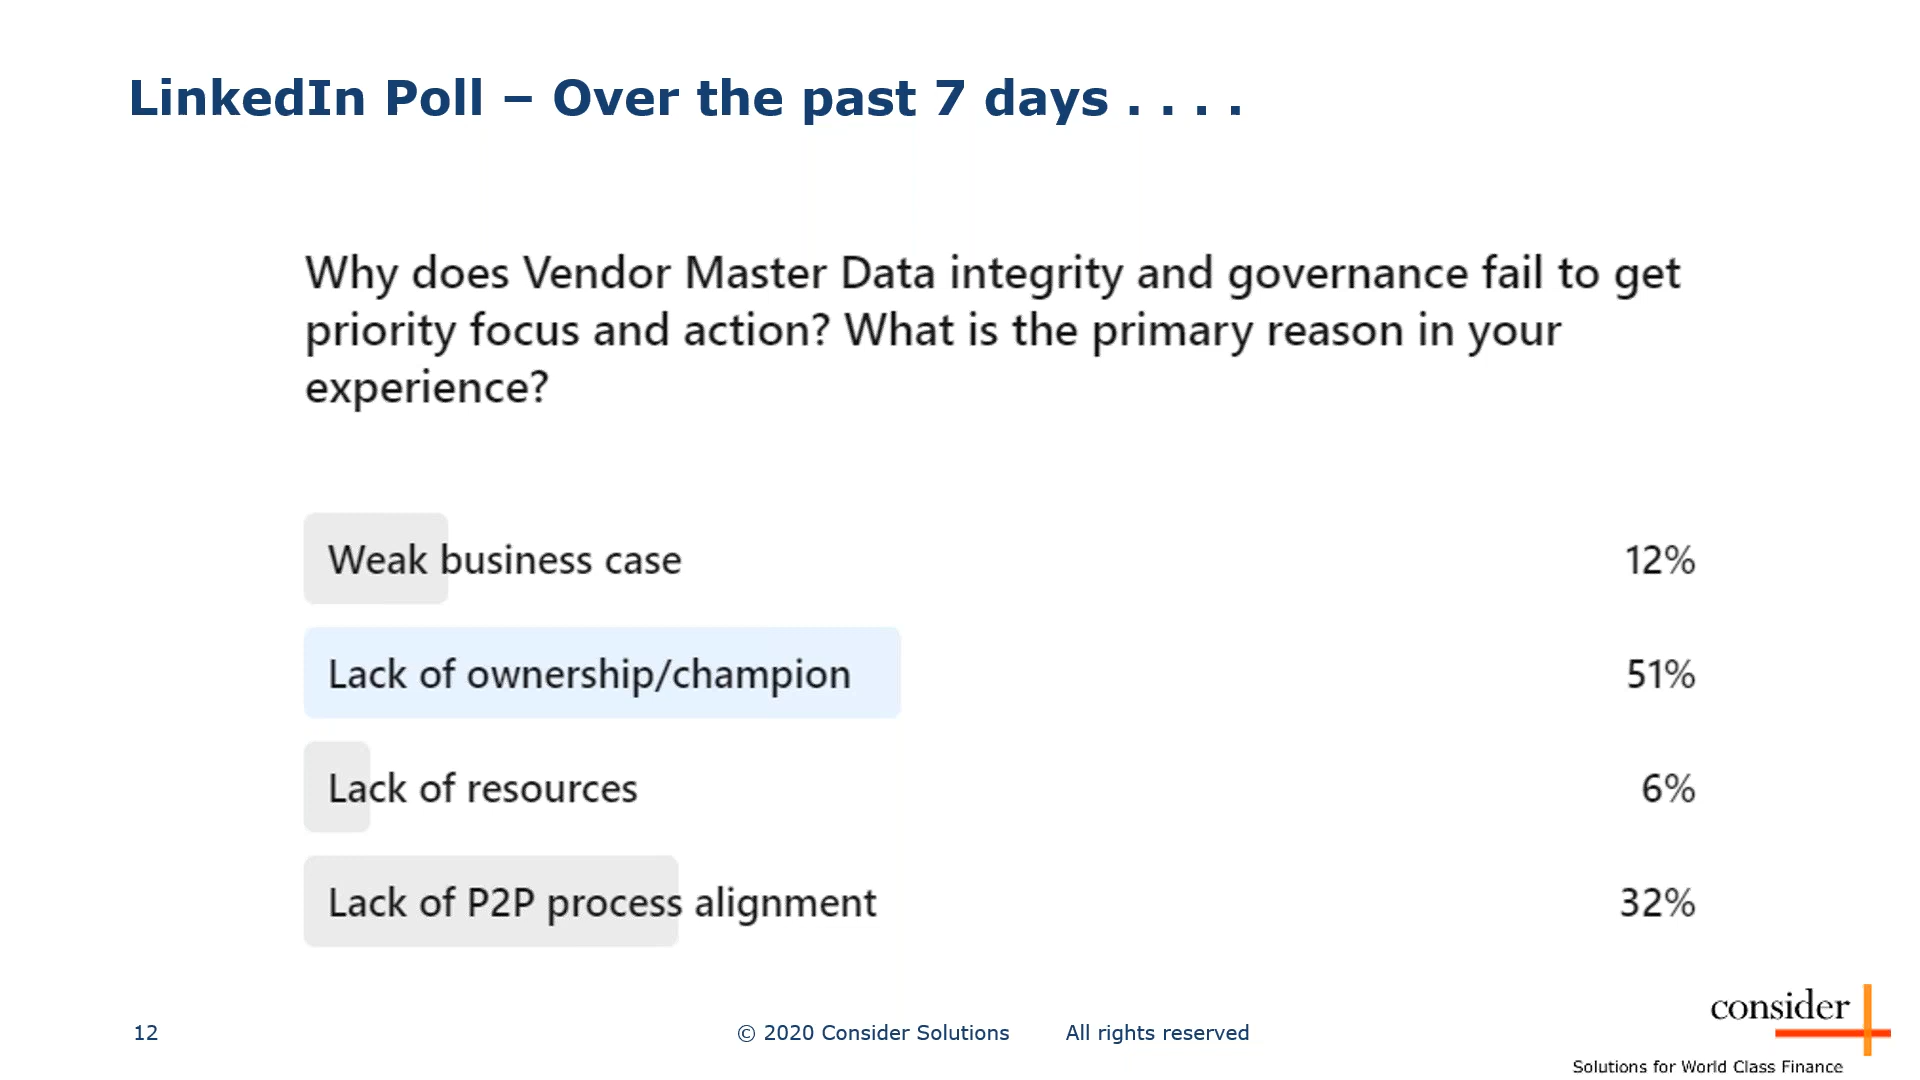 LinkedIn Poll – Over the past 7 days . . . .
Why does Vendor Master Data integrity and governance fail to get
priority focus and action? What is the primary reason in your
experience?
Weak business case 12%
Lack of ownership/champion 51%
Lack of resources 6%
Lack of P2P process alignment 32%
consider
12 © 2020 Consider Solutions All rights reserved
Solutions for World Class Finance